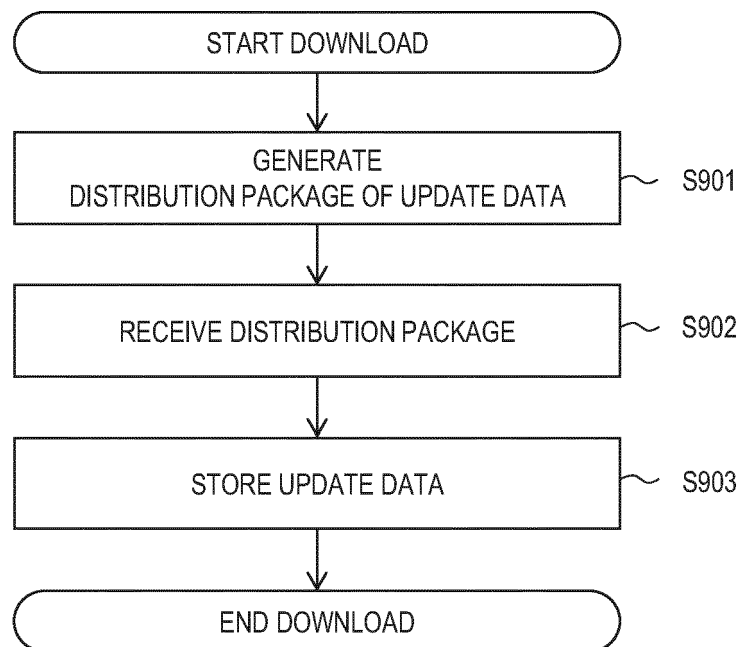 START DOWNLOAD
GENERATE
DISTRIBUTION PACKAGE OF UPDATE DATA
S901
RECEIVE DISTRIBUTION PACKAGE
S902
STORE UPDATE DATA
S903
END DOWNLOAD